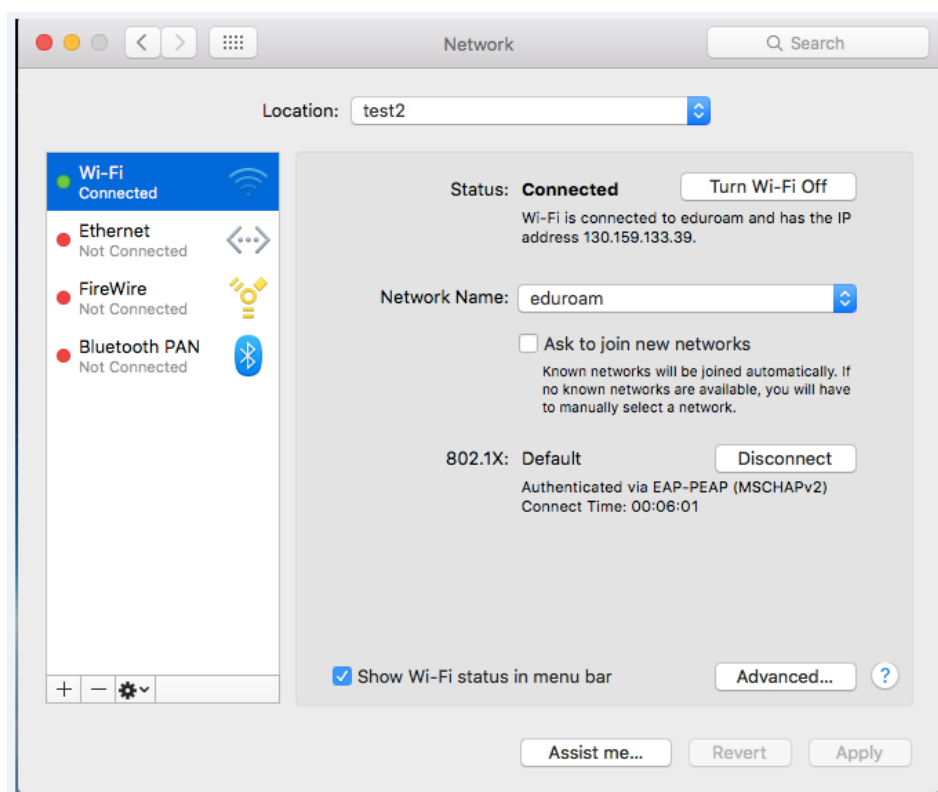 Network
Search
Location: test2
Wi-Fi
Connected
Ethernet
Not Connected
FireWire
Not Connected
Bluetooth PAN
Not Connected
Status: Connected
Turn Wi-Fi Off
Wi-Fi is connected to eduroam and has the IP
address 130.159.133.39.
Network Name: eduroam
Ask to join new networks
Known networks will be joined automatically. If
no known networks are available, you will have
to manually select a network.
802.1X: Default
Disconnect
Authenticated via EAP-PEAP (MSCHAPv2)
Connect Time: 00:06:01
Show Wi-Fi status in menu bar
Advanced...
?
Assist me...
Revert
Apply